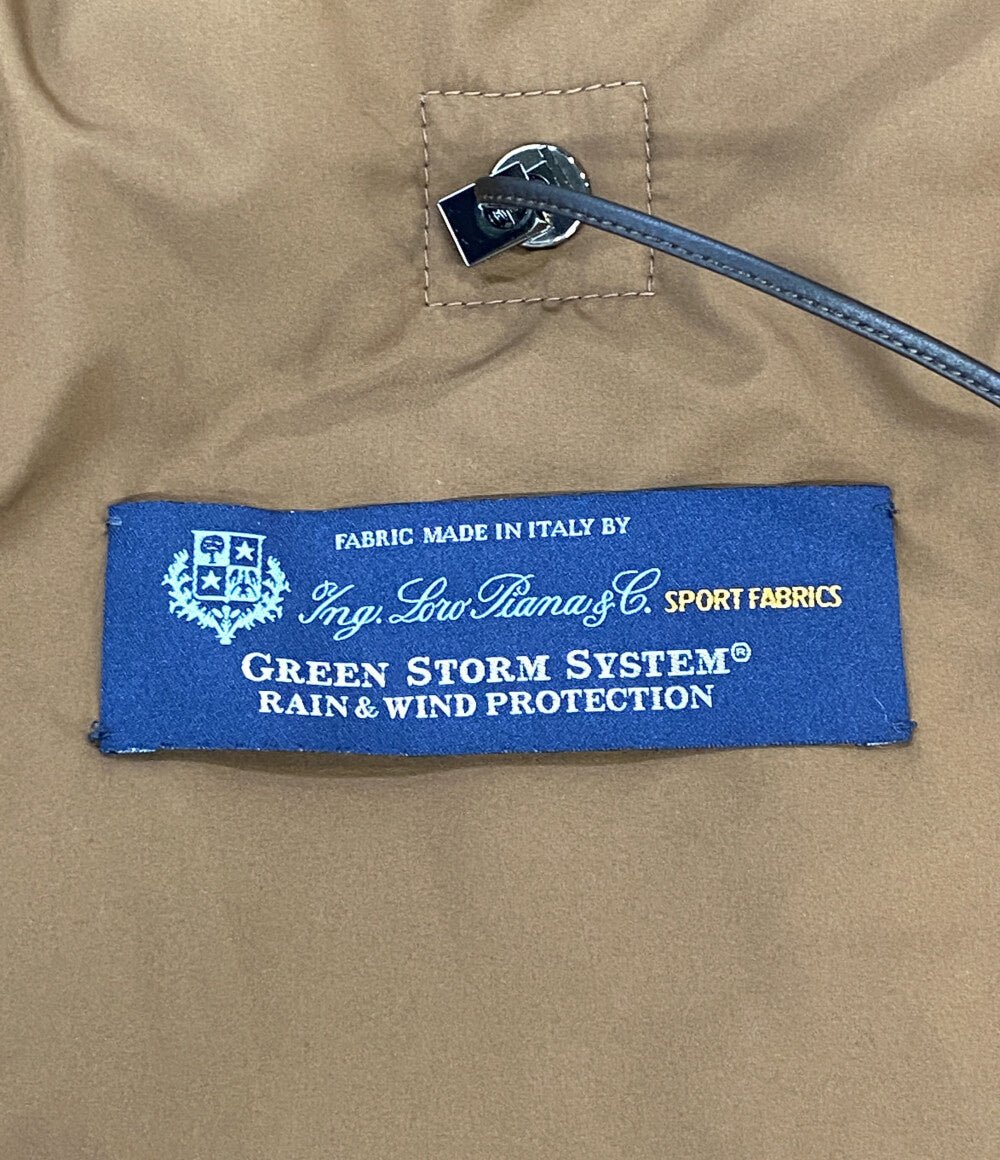 FABRIC MADE IN ITALY BY
Ing. Loro Piana & C. SPORT FABRICS
GREEN STORM SYSTEM®
RAIN & WIND PROTECTION